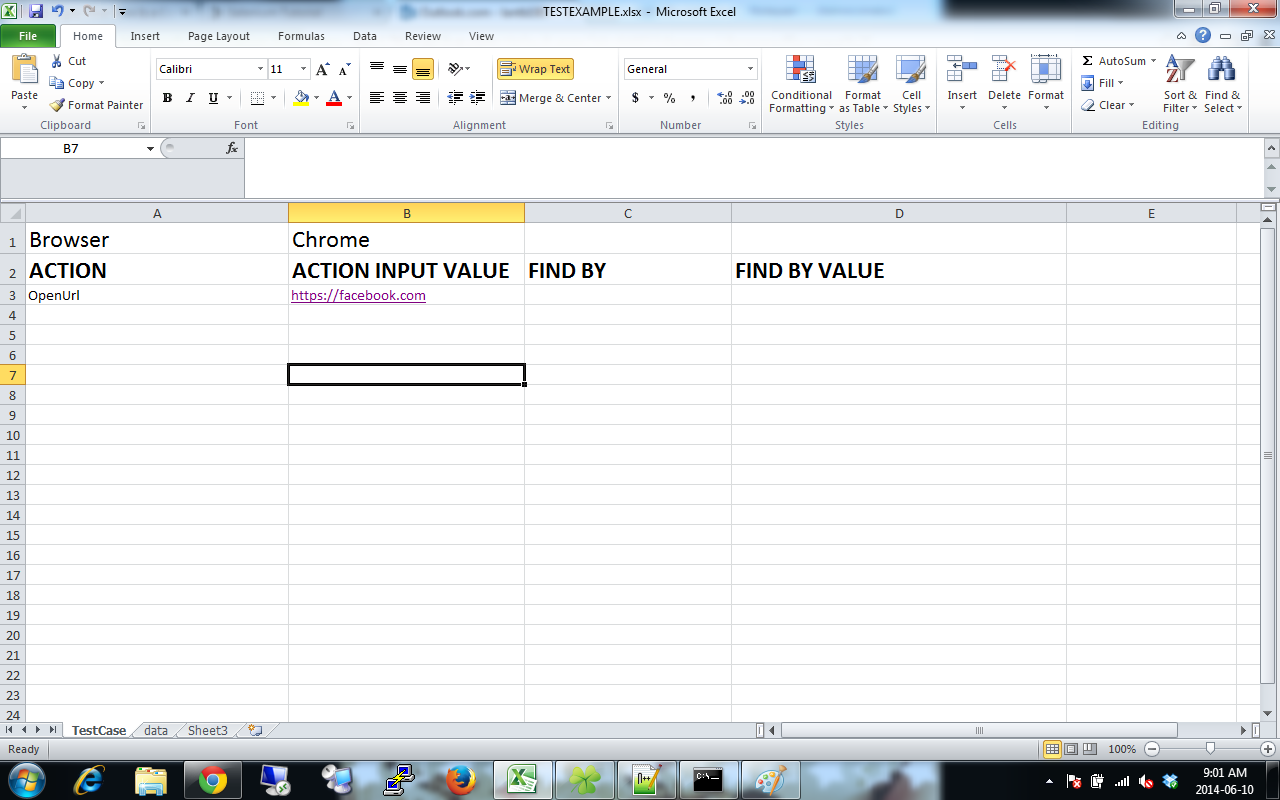 TESTEXAMPLE.xlsx - Microsoft Excel
File Home Insert Page Layout Formulas Data Review View
Paste
Cut
Copy
Format Painter
Clipboard
Calibri 11
B I U
Font
Wrap Text
Merge & Center
Alignment
General
$ % ,
Number
Conditional Formatting
Format as Table
Cell Styles
Styles
Insert Delete Format
Cells
Σ AutoSum
Fill
Clear
Sort & Filter
Find & Select
Editing
B7 fx
A B C D E
1 Browser Chrome
2 ACTION ACTION INPUT VALUE FIND BY FIND BY VALUE
3 OpenUrl https://facebook.com
4
5
6
7
8
9
10
11
12
13
14
15
16
17
18
19
20
21
22
23
24
TestCase data Sheet3
Ready 100%
9:01 AM
2014-06-10